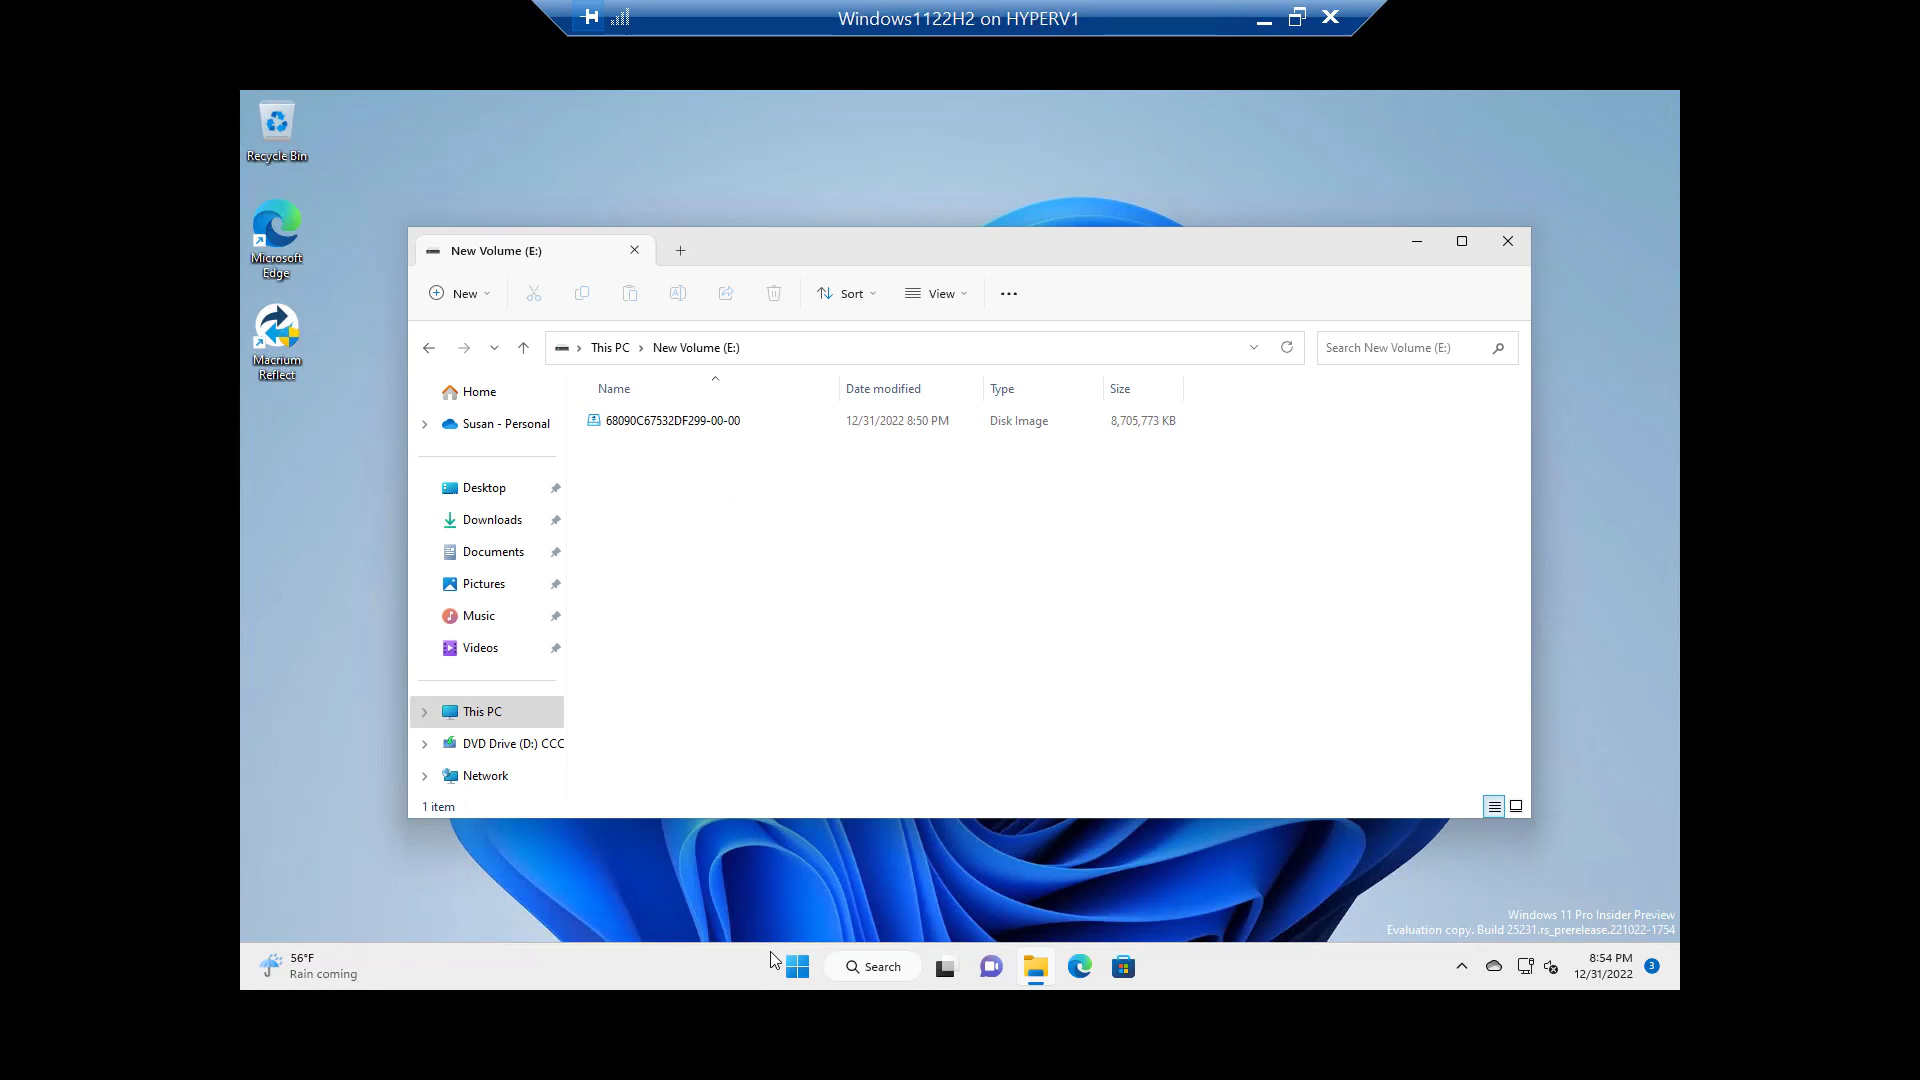 Windows1122H2 on HYPERV1
Recycle Bin
Microsoft
Edge
Macrium
Reflect
New Volume (E:)
New
Sort
View
This PC
New Volume (E:)
Search New Volume (E:)
Name
Date modified
Type
Size
68090C67532DF299-00-00
12/31/2022 8:50 PM
Disk Image
8,705,773 KB
Home
Susan - Personal
Desktop
Downloads
Documents
Pictures
Music
Videos
This PC
DVD Drive (D:) CCC
Network
1 item
Windows 11 Pro Insider Preview
Evaluation copy. Build 25231.rs_prerelease.221022-1754
56°F
Rain coming
Search
8:54 PM
12/31/2022
3